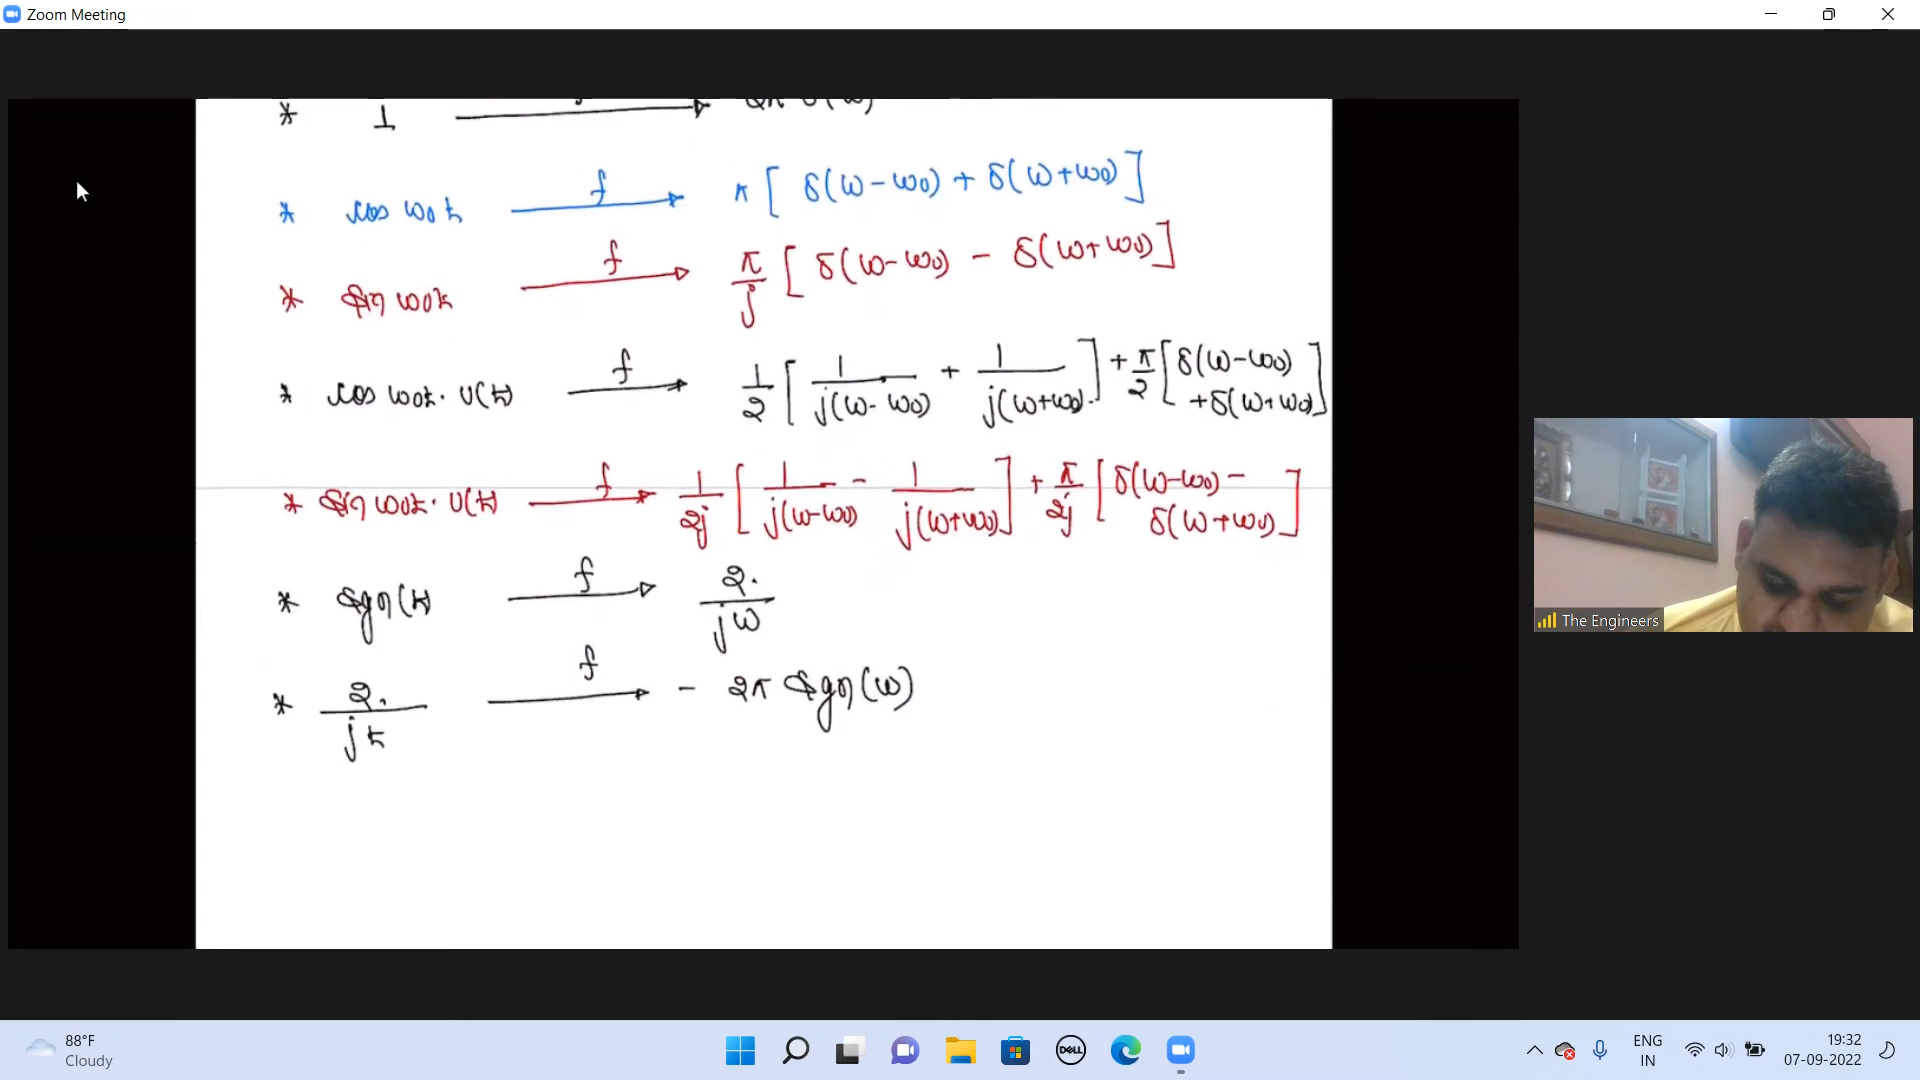 Zoom Meeting
* 1 → 2π δ(ω)
* cos ω0t f→ π [ δ(ω-ω0) + δ(ω+ω0) ]
* Sin ω0t f→ π/j [ δ(ω-ω0) - δ(ω+ω0) ]
* cos ω0t. U(t) f→ 1/2 [ 1/j(ω-ω0) + 1/j(ω+ω0) ] + π/2 [ δ(ω-ω0) + δ(ω+ω0) ]
* Sin ω0t. U(t) f→ 1/2j [ 1/j(ω-ω0) - 1/j(ω+ω0) ] + π/2j [ δ(ω-ω0) - δ(ω+ω0) ]
* Sgn(t) f→ 2/jω
* 2/jt f→ - 2π Sgn(ω)
The Engineers
88°F
Cloudy
DELL
ENG
IN
19:32
07-09-2022